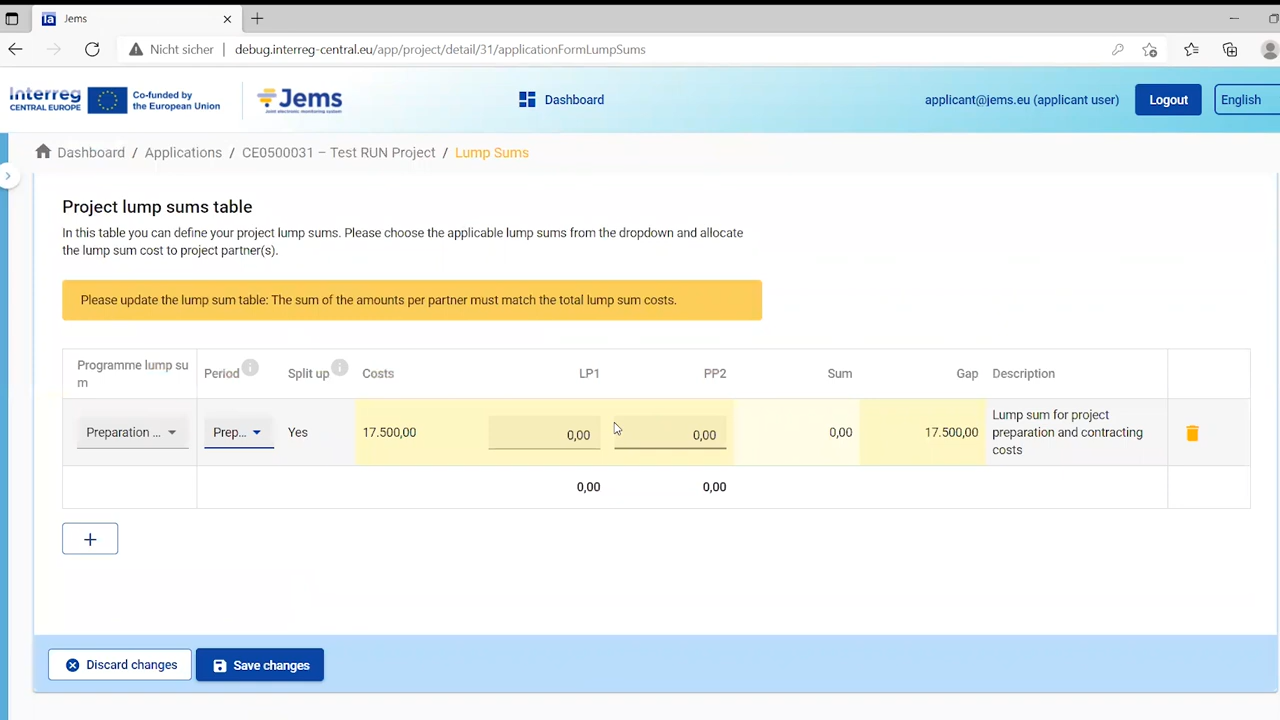 Jems
Nicht sicher
debug.interreg-central.eu/app/project/detail/31/applicationFormLumpSums
Interreg
CENTRAL EUROPE
Co-funded by
the European Union
Jems
Joint electronic monitoring system
Dashboard
applicant@jems.eu (applicant user)
Logout
English
Dashboard / Applications / CE0500031 – Test RUN Project / Lump Sums
Project lump sums table
In this table you can define your project lump sums. Please choose the applicable lump sums from the dropdown and allocate
the lump sum cost to project partner(s).
Please update the lump sum table: The sum of the amounts per partner must match the total lump sum costs.
Programme lump su
m
Period
Split up
Costs
LP1
PP2
Sum
Gap
Description
Preparation ...
Prep...
Yes
17.500,00
0,00
0,00
0,00
17.500,00
Lump sum for project
preparation and contracting
costs
0,00
0,00
+
Discard changes
Save changes